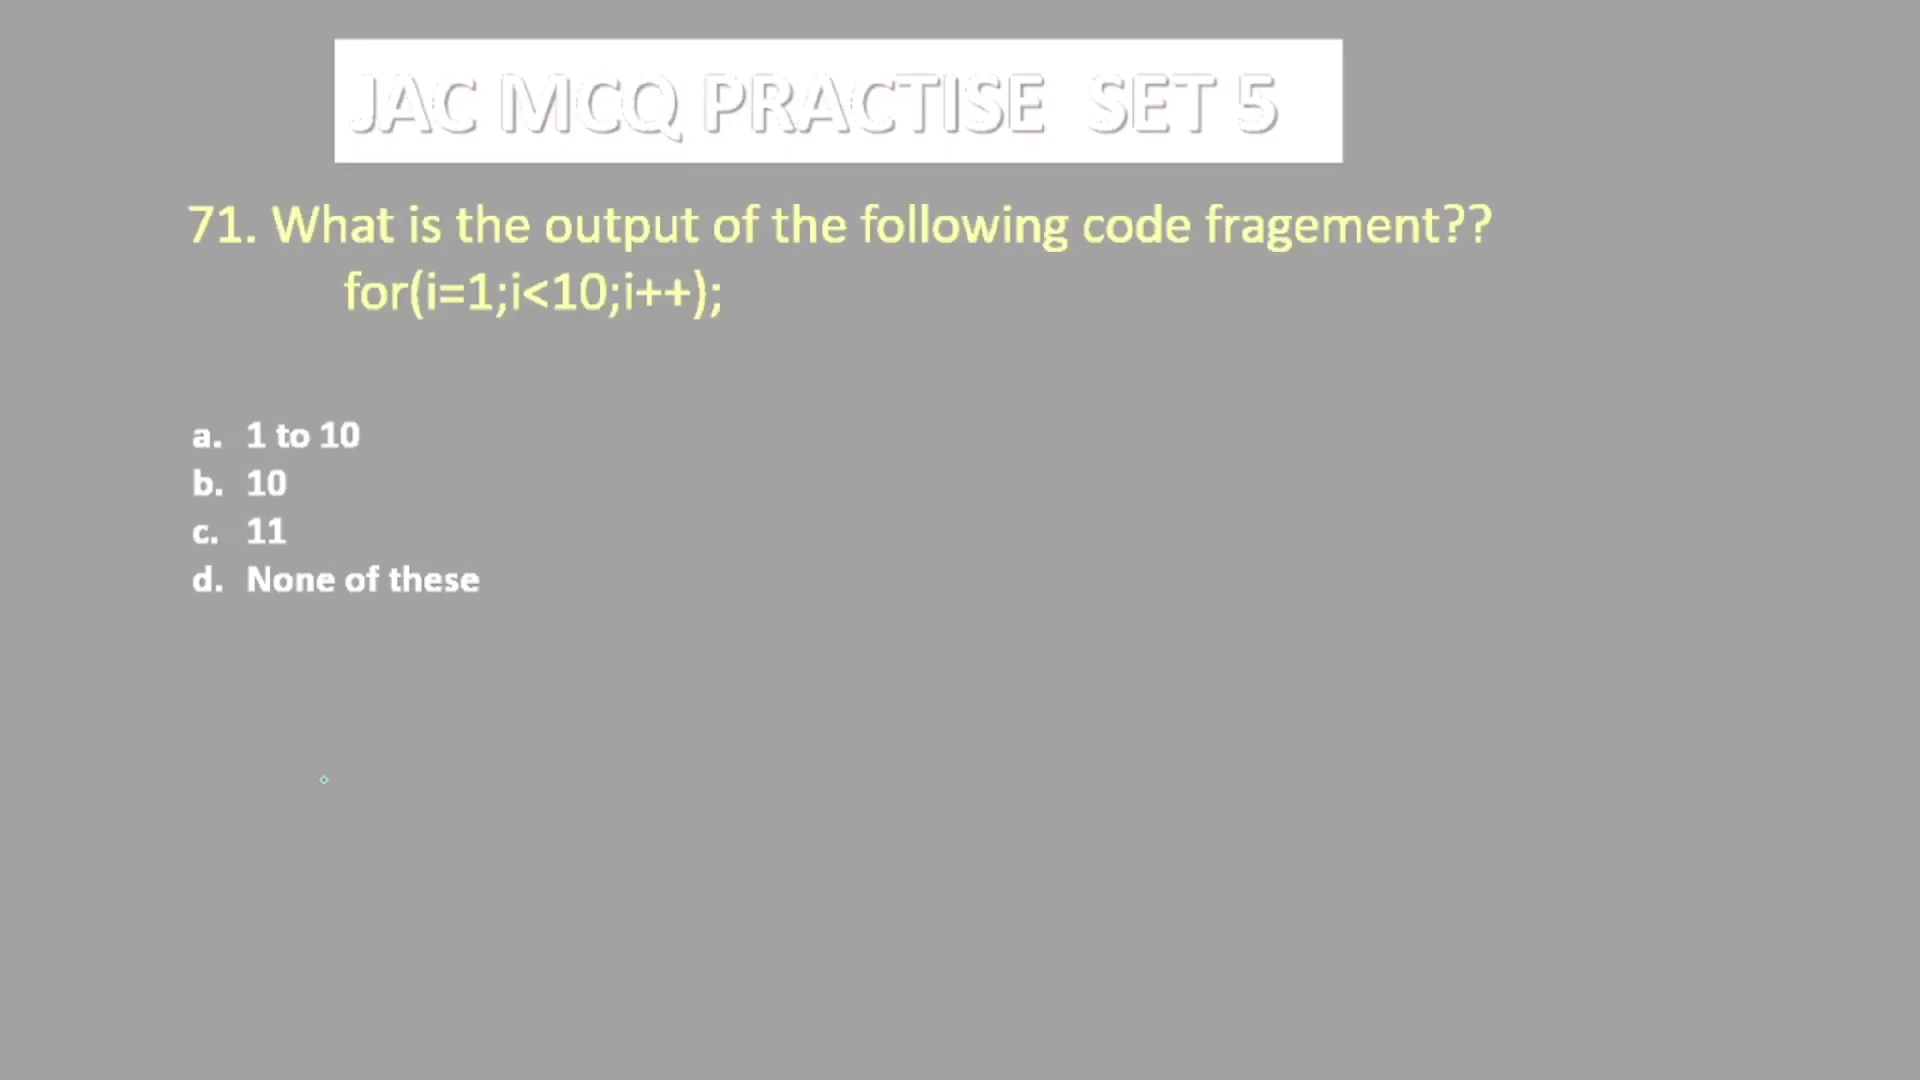 JAC MCQ PRACTISE SET 5
71. What is the output of the following code fragement??
for(i=1;i<10;i++);
a. 1 to 10
b. 10
c. 11
d. None of these